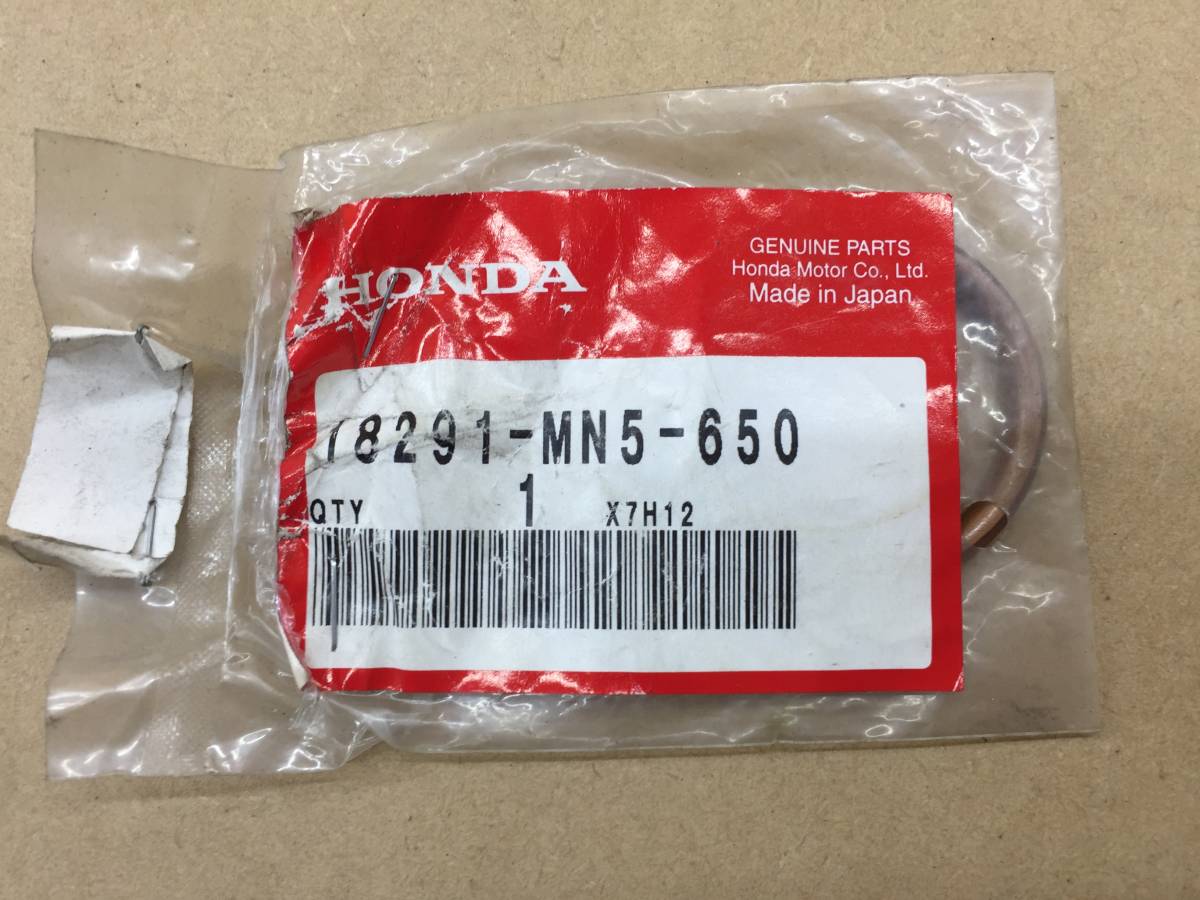 HONDA
GENUINE PARTS
Honda Motor Co., Ltd.
Made in Japan
18291-MN5-650
QTY 1 X7H12